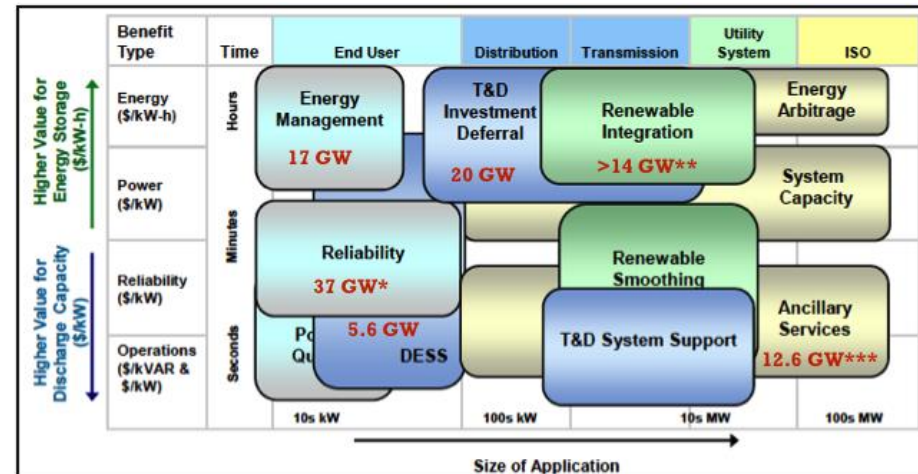 Benefit
Type
Time
End User
Distribution
Transmission
Utility
System
ISO
Higher Value for
Energy Storage
($/kW-h)
Higher Value for
Discharge Capacity
($/kW)
Energy
($/kW-h)
Power
($/kW)
Reliability
($/kW)
Operations
($/kVAR &
$/kW)
Hours
Minutes
Seconds
Energy
Management
17 GW
T&D
Investment
Deferral
20 GW
Renewable
Integration
>14 GW**
Energy
Arbitrage
System
Capacity
Reliability
37 GW*
5.6 GW
DESS
Renewable
Smoothing
T&D System Support
Ancillary
Services
12.6 GW***
10s kW
100s kW
10s MW
100s MW
Size of Application